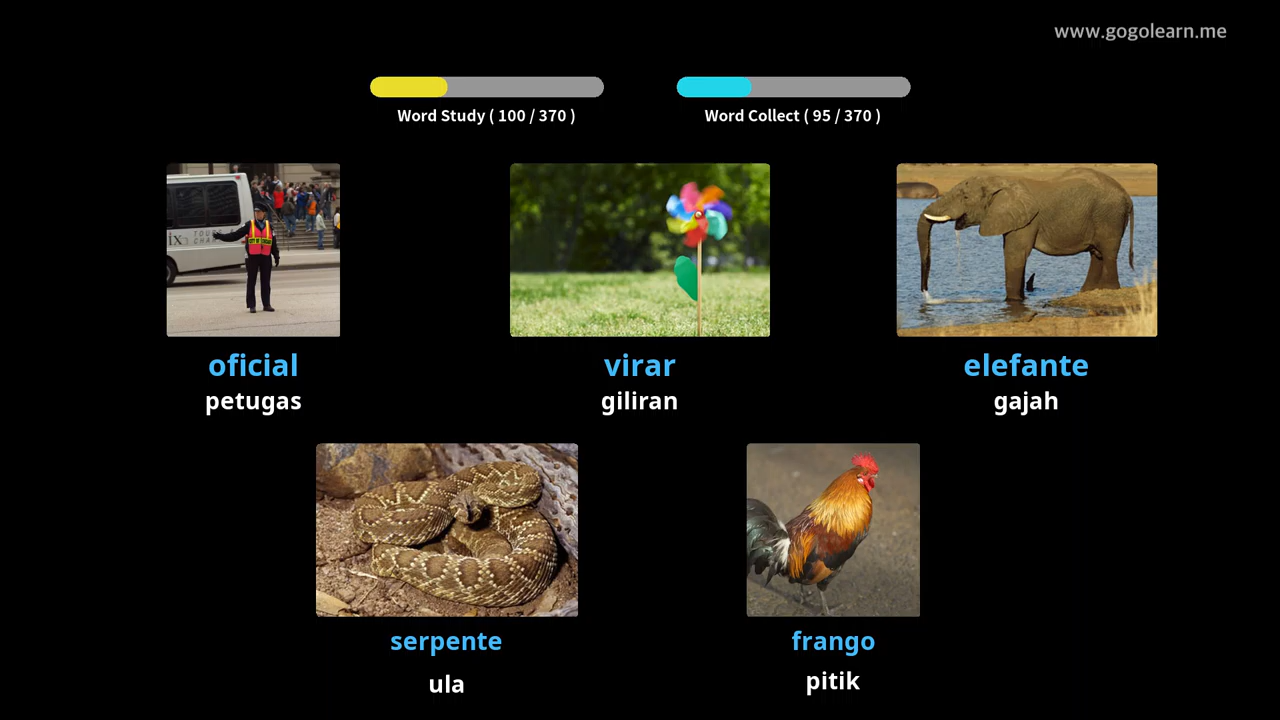 www.gogolearn.me
Word Study ( 100 / 370 )
Word Collect ( 95 / 370 )
oficial
petugas
virar
giliran
elefante
gajah
serpente
ula
frango
pitik